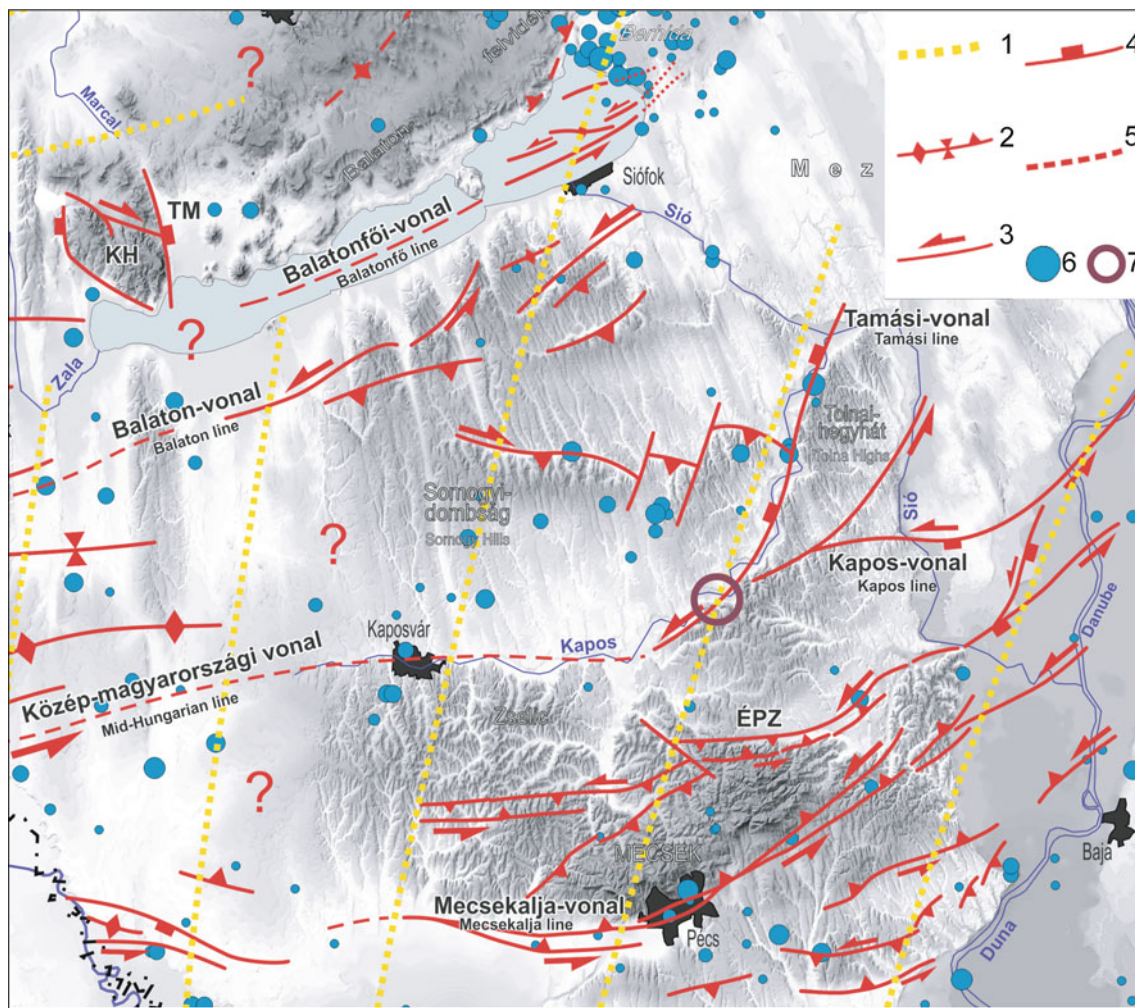 Berhida
felvidék
Marcal
Balaton
Siófok
M e z
Sió
TM
KH
?
?
?
?
Balatonfői-vonal
Balatonfő line
Zala
Balaton-vonal
Balaton line
Tamási-vonal
Tamási line
Tolnai-
hegyhát
Tolna Highs
Somogyi-
dombság
Somogy Hills
Sió
Kapos-vonal
Kapos line
Danube
Kaposvár
Kapos
Közép-magyarországi vonal
Mid-Hungarian line
Zselic
ÉPZ
MECSEK
Mecsekalja-vonal
Mecsekalja line
Pécs
Baja
Duna
1
2
3
4
5
6
7